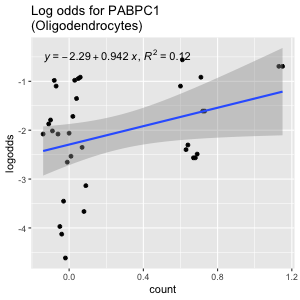 Log odds for PABPC1
(Oligodendrocytes)
y = −2.29 + 0.942 x, R² = 0.12
-1
-2
-3
-4
logodds
0.0 0.4 0.8 1.2
count